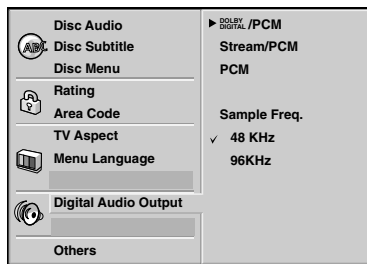 Disc Audio
ABC
Disc Subtitle
Disc Menu
A
Rating
Area Code
TV Aspect
Menu Language
Digital Audio Output
Others
DOLBY DIGITAL /PCM
Stream/PCM
PCM
Sample Freq.
48 KHz
96KHz